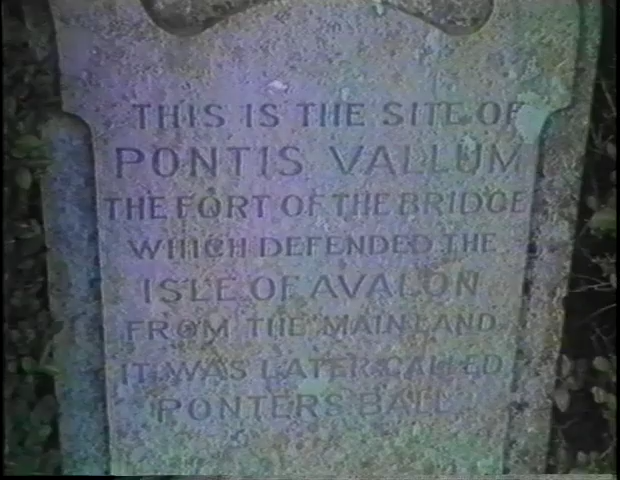 THIS IS THE SITE OF
PONTIS VALLUM
THE FORT OF THE BRIDGE
WHICH DEFENDED THE
ISLE OF AVALON
FROM THE MAINLAND
IT WAS LATER CALLED
PONTERS BALL